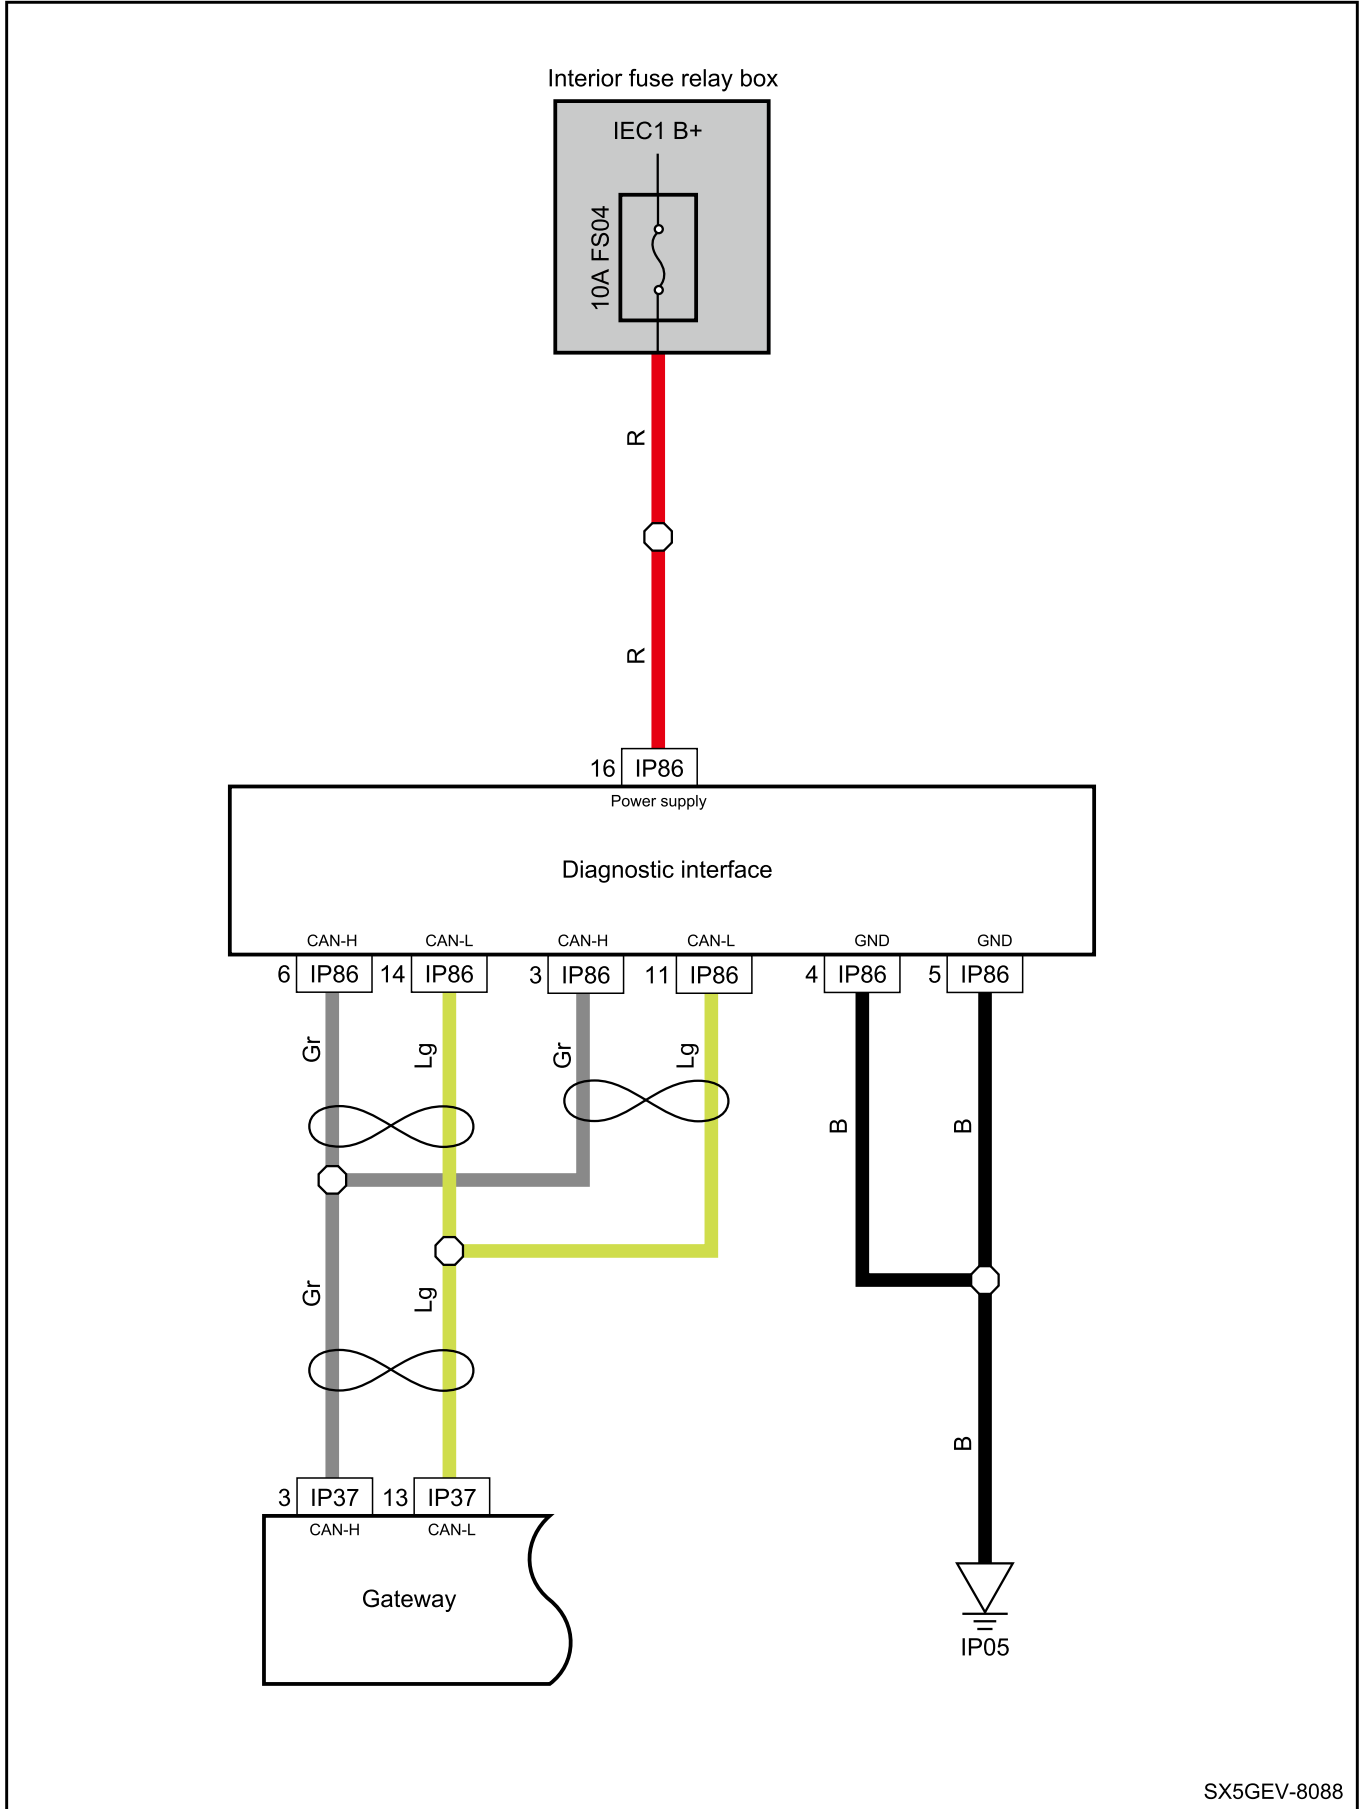 Interior fuse relay box
IEC1 B+
10A FS04
R
R
16 IP86
Power supply
Diagnostic interface
CAN-H CAN-L CAN-H CAN-L GND GND
6 IP86 14 IP86 3 IP86 11 IP86 4 IP86 5 IP86
Gr Lg Gr Lg
B B
Gr Lg
B
3 IP37 13 IP37
CAN-H CAN-L
Gateway
IP05
SX5GEV-8088